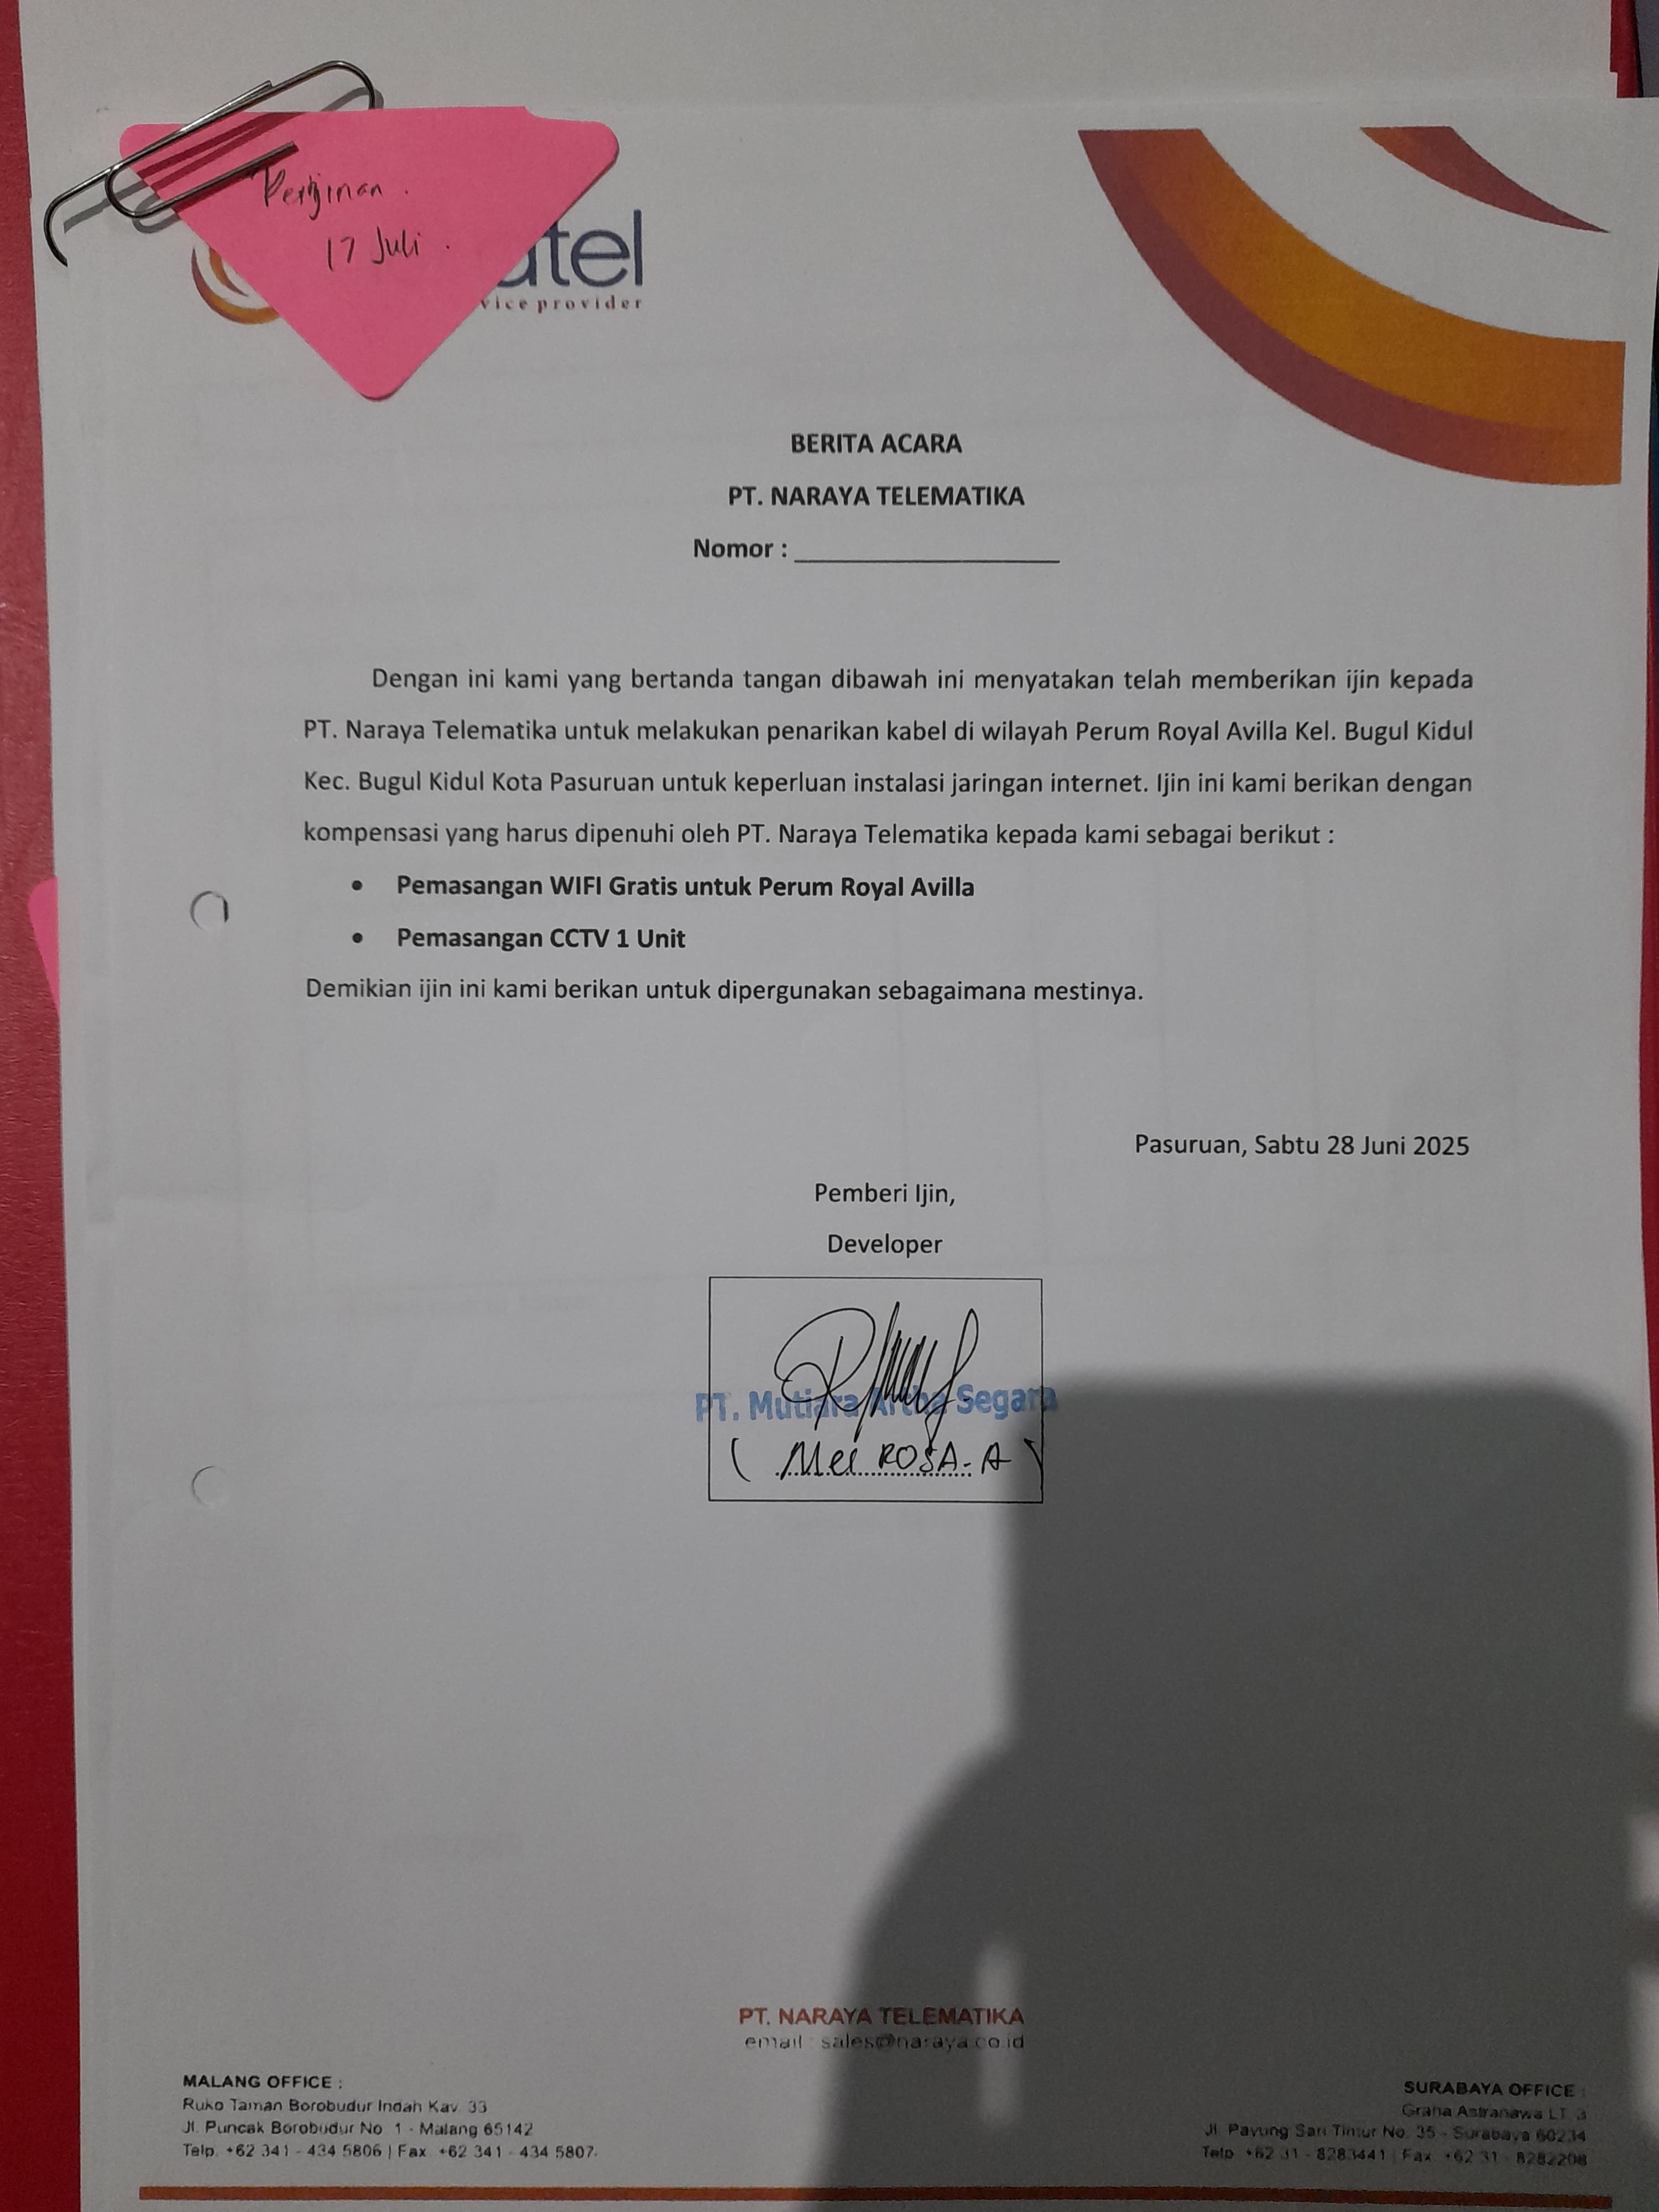 Perijinan.
17 Juli.
atel
vice provider
BERITA ACARA
PT. NARAYA TELEMATIKA
Nomor :
Dengan ini kami yang bertanda tangan dibawah ini menyatakan telah memberikan ijin kepada
PT. Naraya Telematika untuk melakukan penarikan kabel di wilayah Perum Royal Avilla Kel. Bugul Kidul
Kec. Bugul Kidul Kota Pasuruan untuk keperluan instalasi jaringan internet. Ijin ini kami berikan dengan
kompensasi yang harus dipenuhi oleh PT. Naraya Telematika kepada kami sebagai berikut :
• Pemasangan WIFI Gratis untuk Perum Royal Avilla
• Pemasangan CCTV 1 Unit
Demikian ijin ini kami berikan untuk dipergunakan sebagaimana mestinya.
Pasuruan, Sabtu 28 Juni 2025
Pemberi Ijin,
Developer
PT. Mutiara Artha Segara
( Mei ROSA. A )
PT. NARAYA TELEMATIKA
email : sales@naraya.co.id
MALANG OFFICE :
Ruko Taman Borobudur Indah Kav. 33
Jl. Puncak Borobudur No. 1 - Malang 65142
Telp. +62 341 - 434 5806 | Fax. +62 341 - 434 5807
SURABAYA OFFICE :
Graha Astranawa LT. 3
Jl. Payung Sari Timur No. 35 - Surabaya 60234
Telp. +62 31 - 8283441 | Fax. +62 31 - 8282208